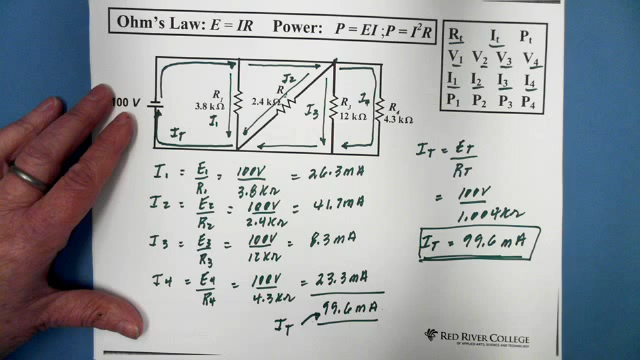 Ohm's Law: E = IR Power: P = EI ; P = I²R
Rt It Pt
V1 V2 V3 V4
I1 I2 I3 I4
P1 P2 P3 P4
100 V
R1
3.8 kΩ
I1
IT
I2
2.4 kΩ
I3
R3
12 kΩ
I4
R4
4.3 kΩ
I1 = E1/R1 = 100V/3.8KΩ = 26.3mA
I2 = E2/R2 = 100V/2.4KΩ = 41.7mA
I3 = E3/R3 = 100V/12KΩ = 8.3mA
I4 = E4/R4 = 100V/4.3KΩ = 23.3mA
IT → 99.6mA
IT = ET/RT
= 100V/1.004KΩ
IT = 99.6mA
RED RIVER COLLEGE
OF APPLIED ARTS, SCIENCE AND TECHNOLOGY